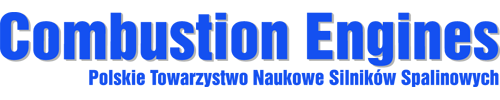 Combustion Engines
Polskie Towarzystwo Naukowe Silników Spalinowych